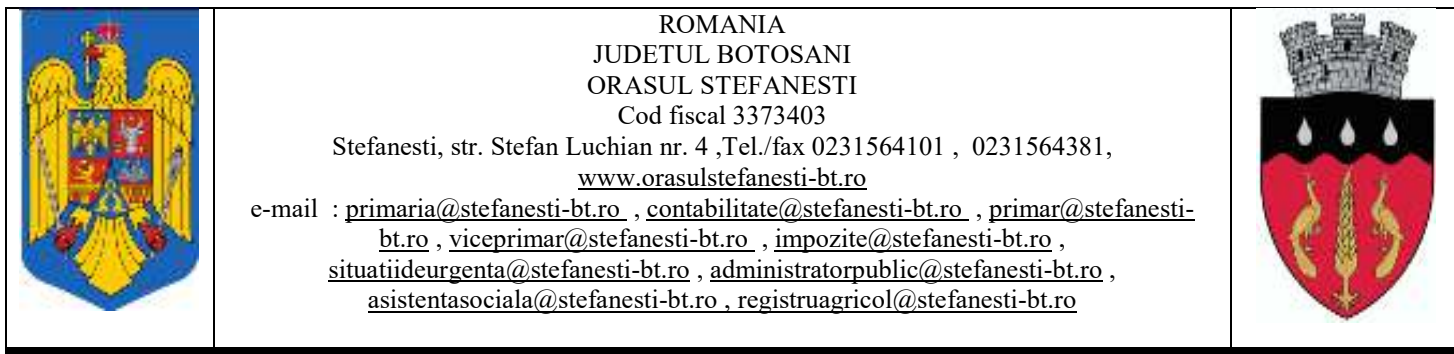 ROMANIA
JUDETUL BOTOSANI
ORASUL STEFANESTI
Cod fiscal 3373403
Stefanesti, str. Stefan Luchian nr. 4 ,Tel./fax 0231564101 , 0231564381,
www.orasulstefanesti-bt.ro
e-mail : primaria@stefanesti-bt.ro , contabilitate@stefanesti-bt.ro , primar@stefanesti-
bt.ro , viceprimar@stefanesti-bt.ro , impozite@stefanesti-bt.ro ,
situatiideurgenta@stefanesti-bt.ro , administratorpublic@stefanesti-bt.ro ,
asistentasociala@stefanesti-bt.ro , registruagricol@stefanesti-bt.ro